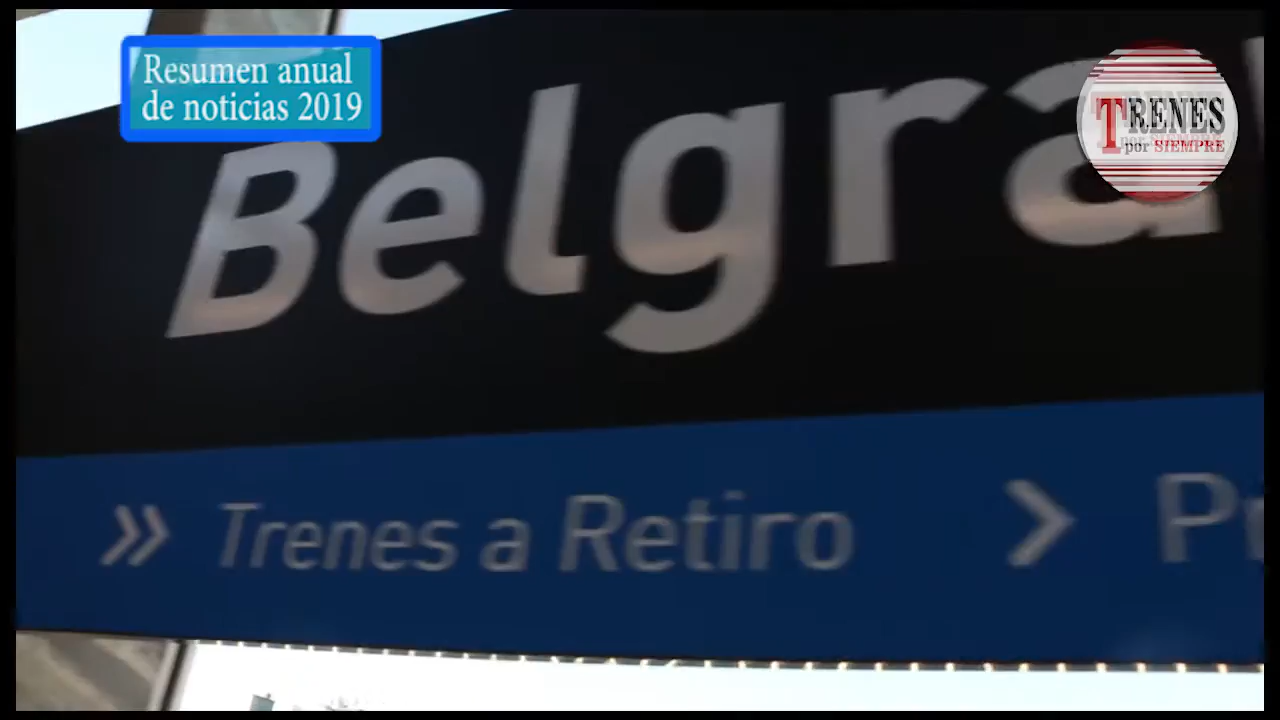 Resumen anual
de noticias 2019
TRENES
por SIEMPRE
Belgra
» Trenes a Retiro > P